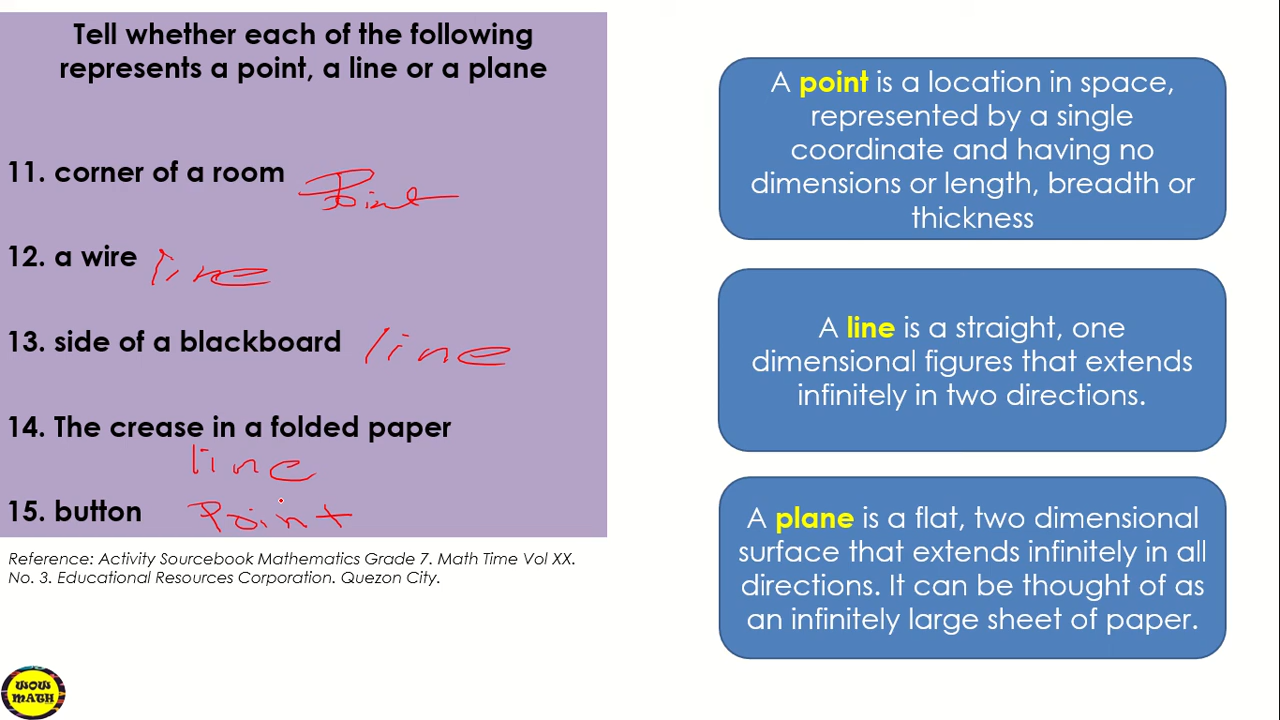 Tell whether each of the following
represents a point, a line or a plane
11. corner of a room Point
12. a wire line
13. side of a blackboard line
14. The crease in a folded paper
line
15. button Point
Reference: Activity Sourcebook Mathematics Grade 7. Math Time Vol XX.
No. 3. Educational Resources Corporation. Quezon City.
A point is a location in space,
represented by a single
coordinate and having no
dimensions or length, breadth or
thickness
A line is a straight, one
dimensional figures that extends
infinitely in two directions.
A plane is a flat, two dimensional
surface that extends infinitely in all
directions. It can be thought of as
an infinitely large sheet of paper.
WOW
MATH